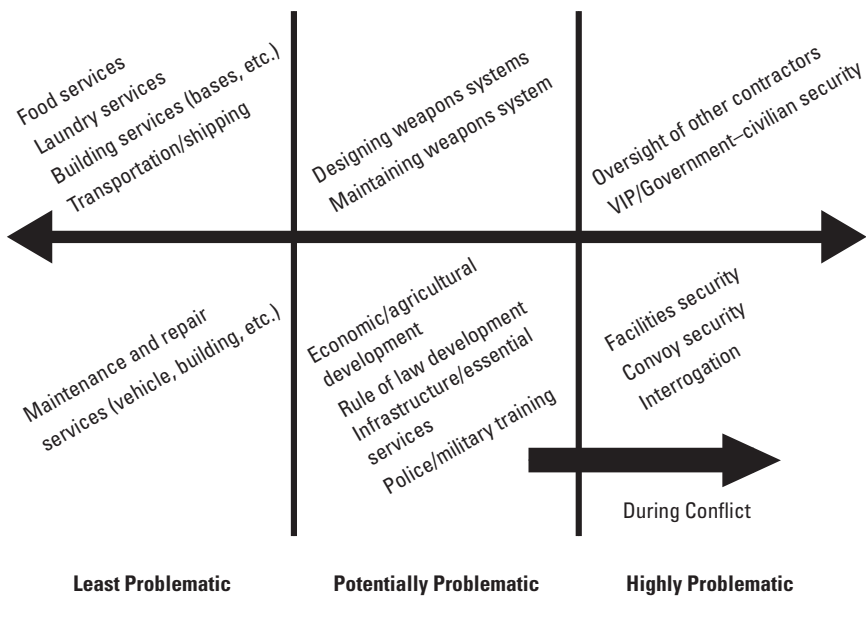 Food services
Laundry services
Building services (bases, etc.)
Transportation/shipping
Designing weapons systems
Maintaining weapons system
Oversight of other contractors
VIP/Government–civilian security
Maintenance and repair
services (vehicle, building, etc.)
Economic/agricultural
development
Rule of law development
Infrastructure/essential
services
Police/military training
Facilities security
Convoy security
Interrogation
During Conflict
Least Problematic
Potentially Problematic
Highly Problematic